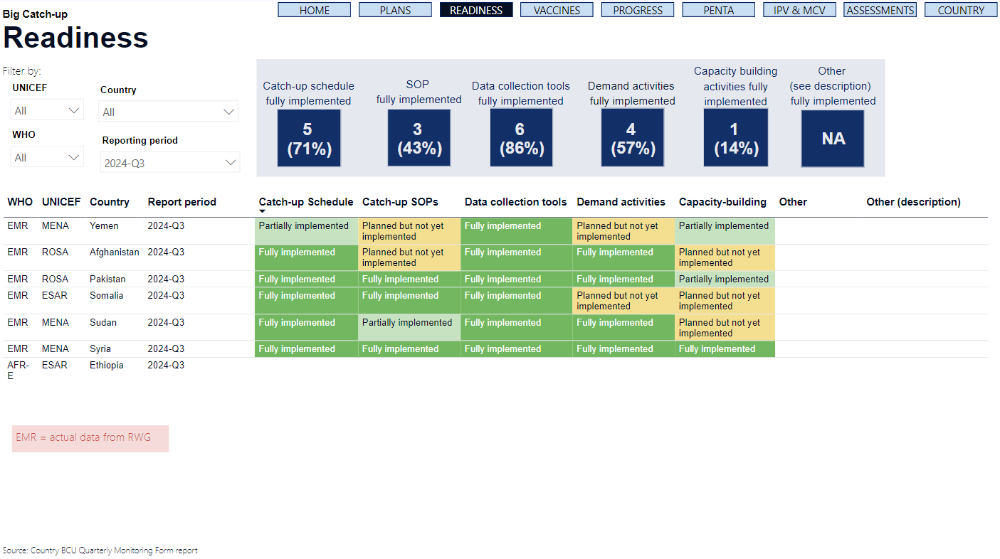 Big Catch-up
Readiness
HOME
PLANS
READINESS
VACCINES
PROGRESS
PENTA
IPV & MCV
ASSESSMENTS
COUNTRY
Filter by:
UNICEF
All
Country
All
WHO
All
Reporting period
2024-Q3
Catch-up schedule
fully implemented
5
(71%)
SOP
fully implemented
3
(43%)
Data collection tools
fully implemented
6
(86%)
Demand activities
fully implemented
4
(57%)
Capacity building
activities fully
implemented
1
(14%)
Other
(see description)
fully implemented
NA
WHO UNICEF Country Report period Catch-up Schedule Catch-up SOPs Data collection tools Demand activities Capacity-building Other Other (description)
EMR MENA Yemen 2024-Q3 Partially implemented Planned but not yet Fully implemented Planned but not yet Partially implemented
implemented implemented
EMR ROSA Afghanistan 2024-Q3 Fully implemented Planned but not yet Fully implemented Fully implemented Planned but not yet
implemented implemented
EMR ROSA Pakistan 2024-Q3 Fully implemented Fully implemented Fully implemented Fully implemented Partially implemented
EMR ESAR Somalia 2024-Q3 Fully implemented Fully implemented Fully implemented Planned but not yet Planned but not yet
implemented implemented
EMR MENA Sudan 2024-Q3 Fully implemented Partially implemented Fully implemented Fully implemented Planned but not yet
implemented
EMR MENA Syria 2024-Q3 Fully implemented Fully implemented Fully implemented Fully implemented Fully implemented
AFR- ESAR Ethiopia 2024-Q3
E
EMR = actual data from RWG
Source: Country BCU Quarterly Monitoring Form report